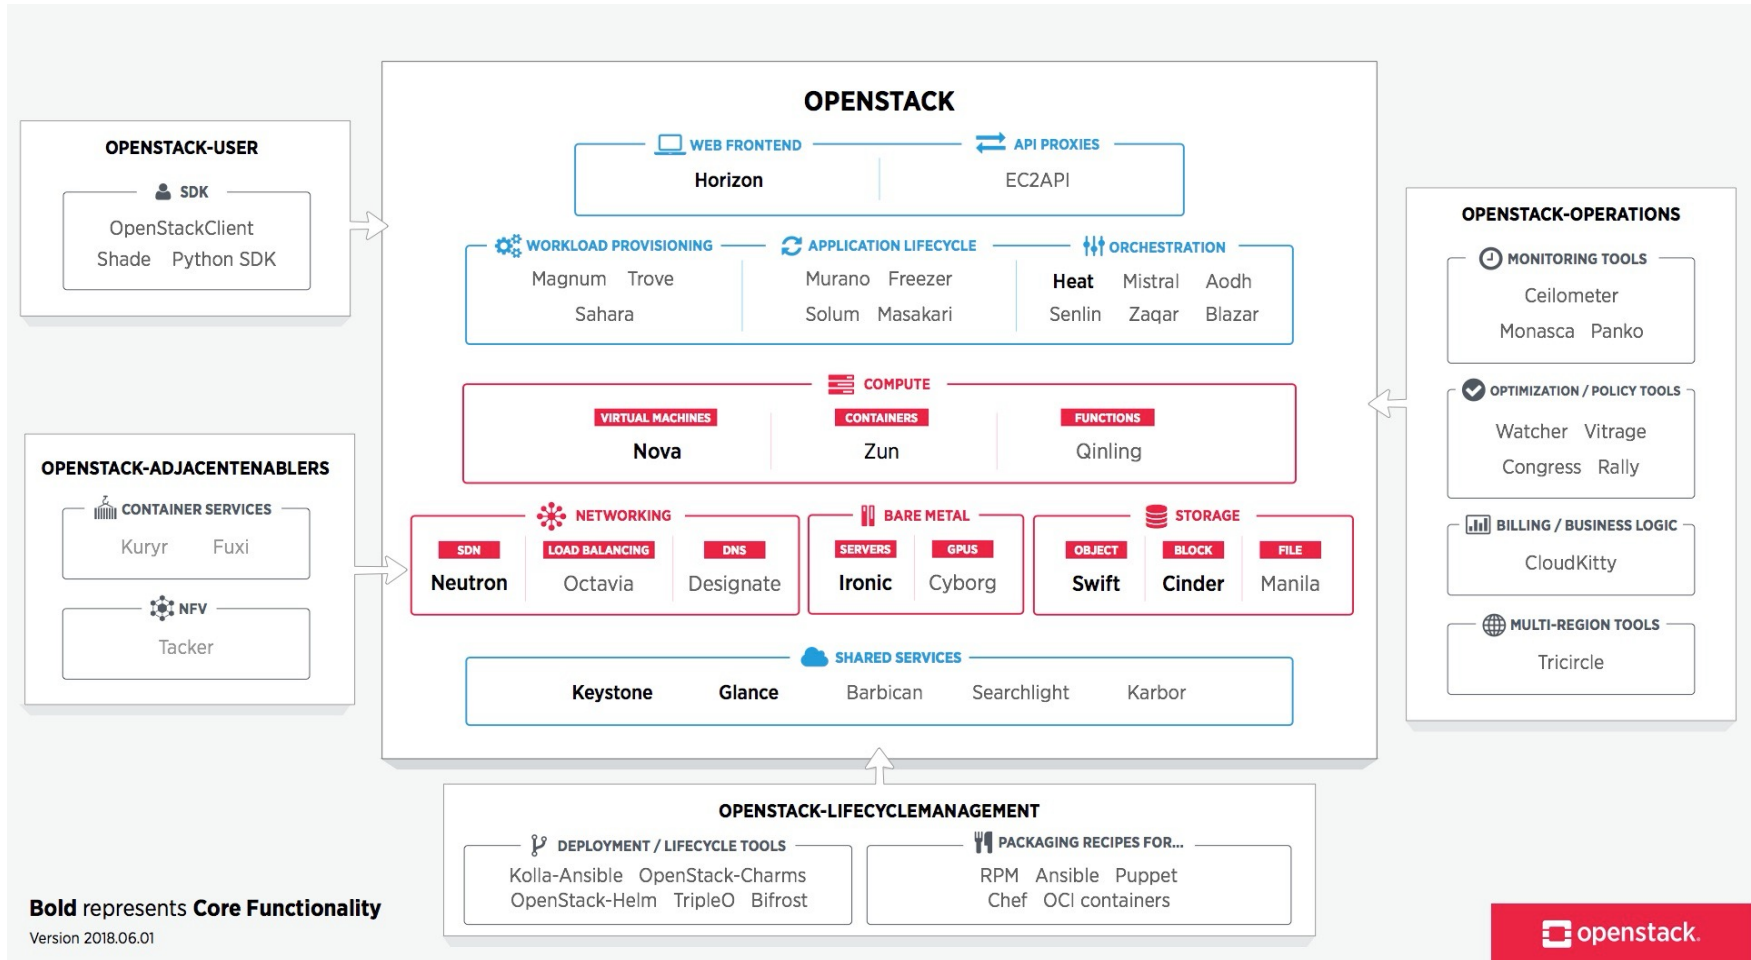 OPENSTACK
WEB FRONTEND
Horizon
API PROXIES
EC2API
WORKLOAD PROVISIONING
Magnum Trove
Sahara
APPLICATION LIFECYCLE
Murano Freezer
Solum Masakari
ORCHESTRATION
Heat Mistral Aodh
Senlin Zaqar Blazar
COMPUTE
VIRTUAL MACHINES
Nova
CONTAINERS
Zun
FUNCTIONS
Qinling
NETWORKING
SDN
Neutron
LOAD BALANCING
Octavia
DNS
Designate
BARE METAL
SERVERS
Ironic
GPUS
Cyborg
STORAGE
OBJECT
Swift
BLOCK
Cinder
FILE
Manila
SHARED SERVICES
Keystone Glance Barbican Searchlight Karbor
OPENSTACK-USER
SDK
OpenStackClient
Shade Python SDK
OPENSTACK-ADJACENTENABLERS
CONTAINER SERVICES
Kuryr Fuxi
NFV
Tacker
OPENSTACK-OPERATIONS
MONITORING TOOLS
Ceilometer
Monasca Panko
OPTIMIZATION / POLICY TOOLS
Watcher Vitrage
Congress Rally
BILLING / BUSINESS LOGIC
CloudKitty
MULTI-REGION TOOLS
Tricircle
OPENSTACK-LIFECYCLEMANAGEMENT
DEPLOYMENT / LIFECYCLE TOOLS
Kolla-Ansible OpenStack-Charms
OpenStack-Helm TripleO Bifrost
PACKAGING RECIPES FOR...
RPM Ansible Puppet
Chef OCI containers
Bold represents Core Functionality
Version 2018.06.01
openstack.